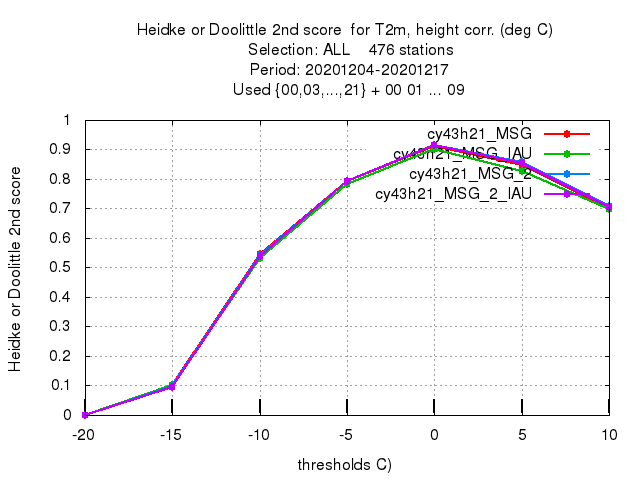 Heidke or Doolittle 2nd score  for T2m, height corr. (deg C)
Selection: ALL    476 stations
Period: 20201204-20201217
Used {00,03,...,21} + 00 01 ... 09
cy43h21_MSG
cy43h21_MSG_IAU
cy43h21_MSG_2
cy43h21_MSG_2_IAU
Heidke or Doolittle 2nd score
1
0.9
0.8
0.7
0.6
0.5
0.4
0.3
0.2
0.1
0
-20 -15 -10 -5 0 5 10
thresholds C)